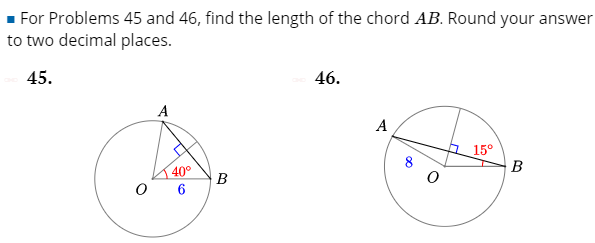 ▪ For Problems 45 and 46, find the length of the chord AB. Round your answer
to two decimal places.
45. 46.
A
40°
O 6 B
A
15°
8 O B